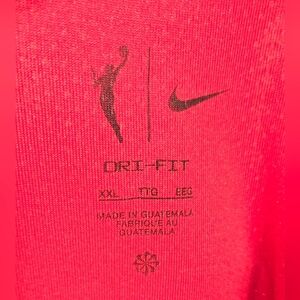 DRI-FIT
XXL TTG EEG
MADE IN GUATEMALA
FABRIQUÉ AU
GUATEMALA